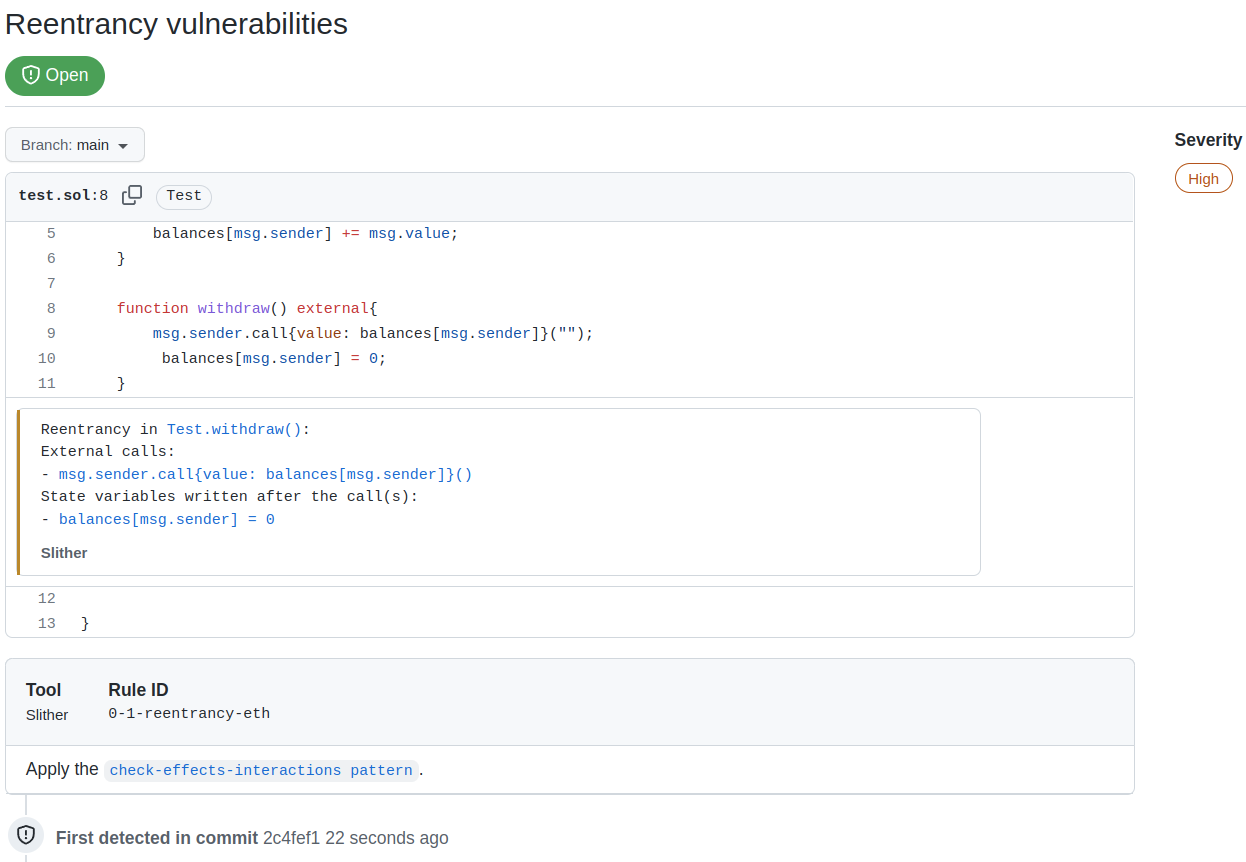 Reentrancy vulnerabilities
Open
Branch: main
Severity
High
test.sol:8 Test
5 balances[msg.sender] += msg.value;
6 }
7
8 function withdraw() external{
9 msg.sender.call{value: balances[msg.sender]}("");
10 balances[msg.sender] = 0;
11 }
Reentrancy in Test.withdraw():
External calls:
- msg.sender.call{value: balances[msg.sender]}()
State variables written after the call(s):
- balances[msg.sender] = 0
Slither
12
13 }
Tool Rule ID
Slither 0-1-reentrancy-eth
Apply the check-effects-interactions pattern.
First detected in commit 2c4fef1 22 seconds ago